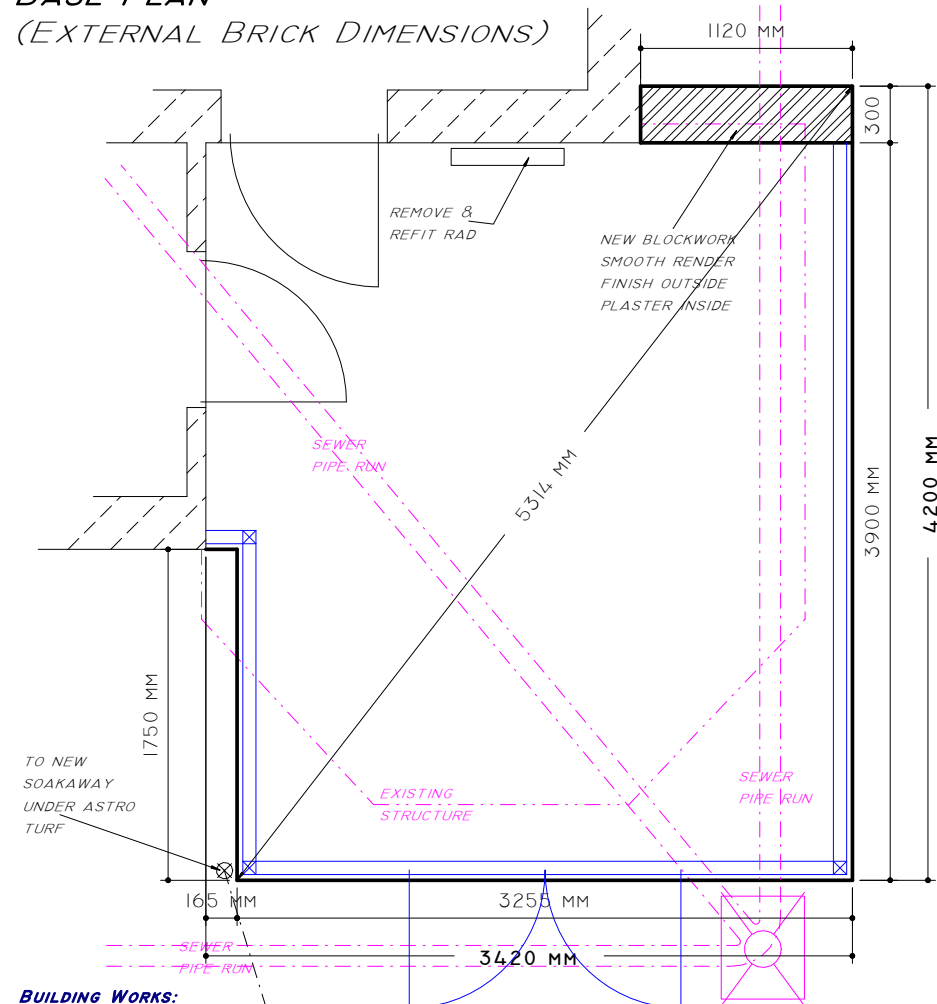 BASE PLAN
(EXTERNAL BRICK DIMENSIONS)
1120 MM
300
REMOVE &
REFIT RAD
NEW BLOCKWORK
SMOOTH RENDER
FINISH OUTSIDE
PLASTER INSIDE
SEWER
PIPE RUN
5314 MM
3900 MM
4200 MM
1750 MM
TO NEW
SOAKAWAY
UNDER ASTRO
TURF
EXISTING
STRUCTURE
SEWER
PIPE RUN
165 MM
3255 MM
SEWER
PIPE RUN
3420 MM
BUILDING WORKS: